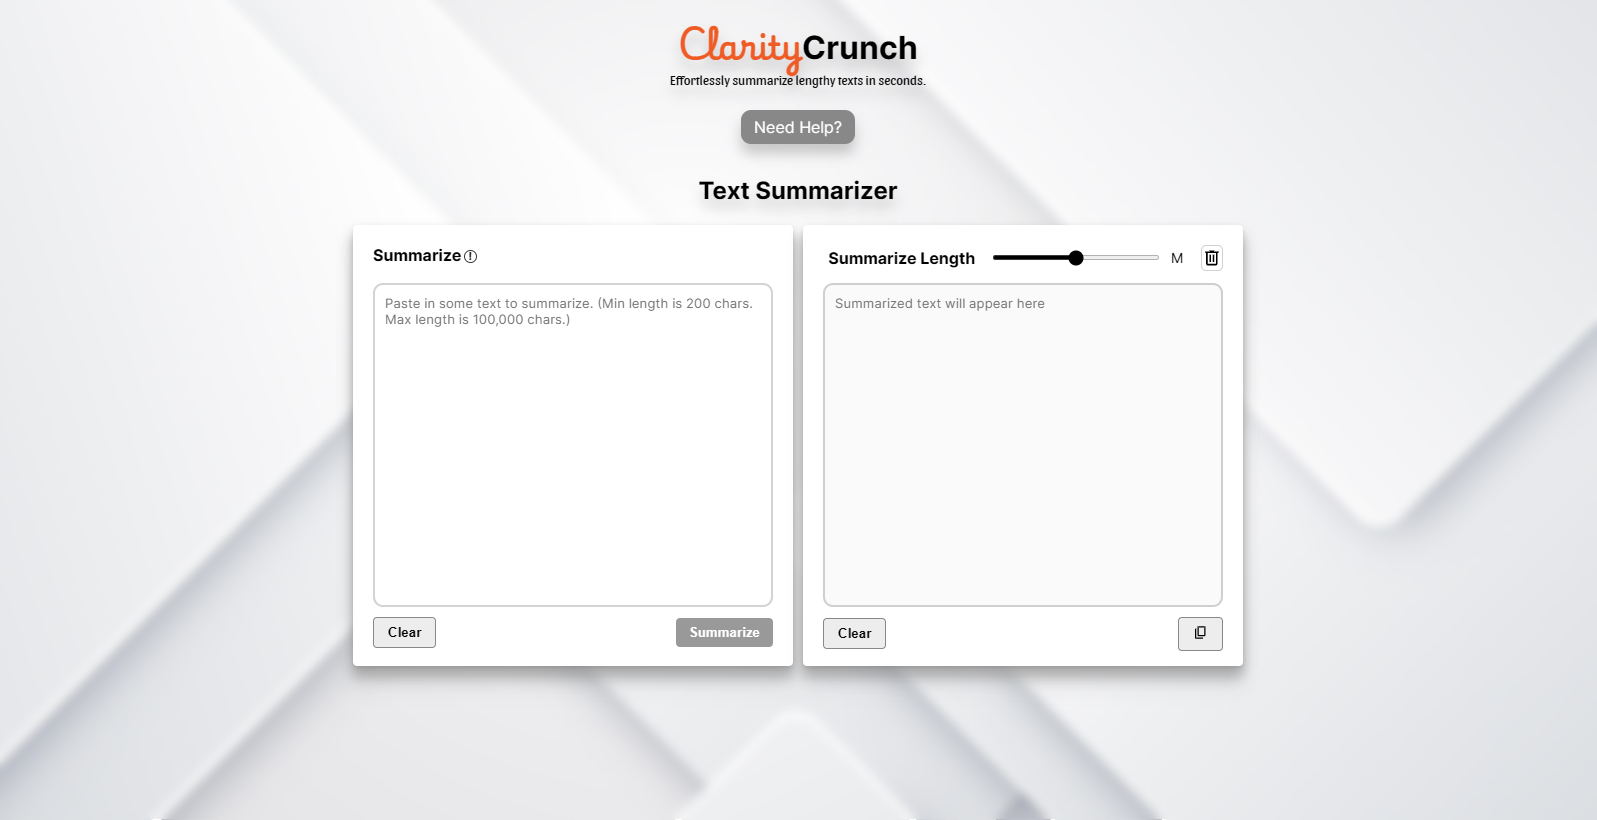 ClarityCrunch
Effortlessly summarize lengthy texts in seconds.
Need Help?
Text Summarizer
Summarize
Paste in some text to summarize. (Min length is 200 chars.
Max length is 100,000 chars.)
Clear
Summarize
Summarize Length
M
Summarized text will appear here
Clear